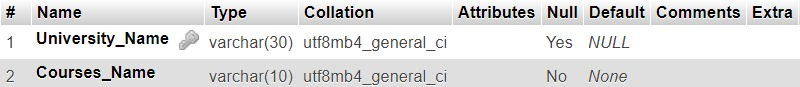 # Name Type Collation Attributes Null Default Comments Extra
1 University_Name varchar(30) utf8mb4_general_ci Yes NULL
2 Courses_Name varchar(10) utf8mb4_general_ci No None